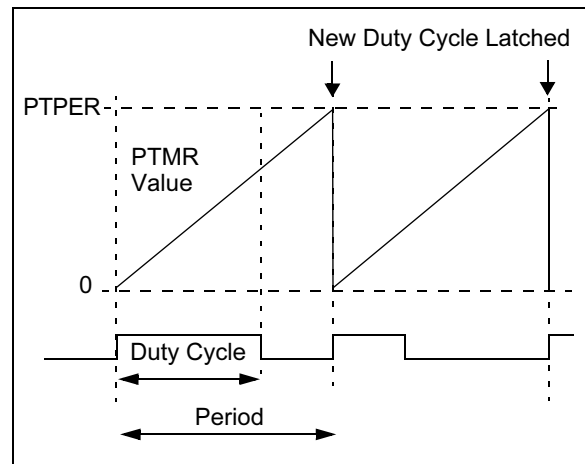 New Duty Cycle Latched
PTPER
PTMR
Value
0
Duty Cycle
Period